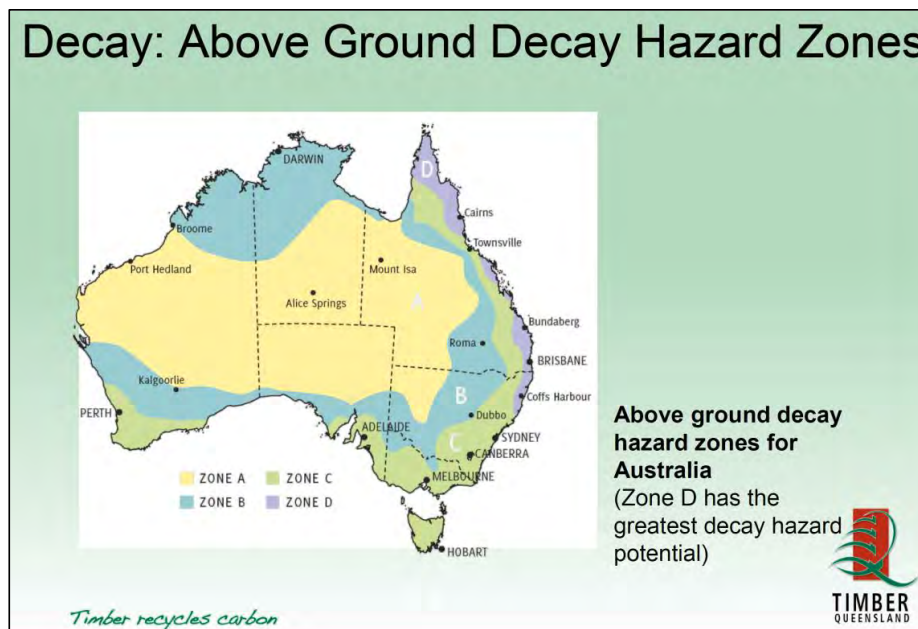 Decay: Above Ground Decay Hazard Zones
DARWIN
D
Cairns
Broome
Townsville
Port Hedland
Mount Isa
Alice Springs
A
Bundaberg
Roma
BRISBANE
Kalgoorlie
B
Coffs Harbour
PERTH
Dubbo
ADELAIDE
C
SYDNEY
CANBERRA
MELBOURNE
ZONE A
ZONE C
ZONE B
ZONE D
HOBART
Above ground decay
hazard zones for
Australia
(Zone D has the
greatest decay hazard
potential)
Timber recycles carbon
TIMBER
QUEENSLAND